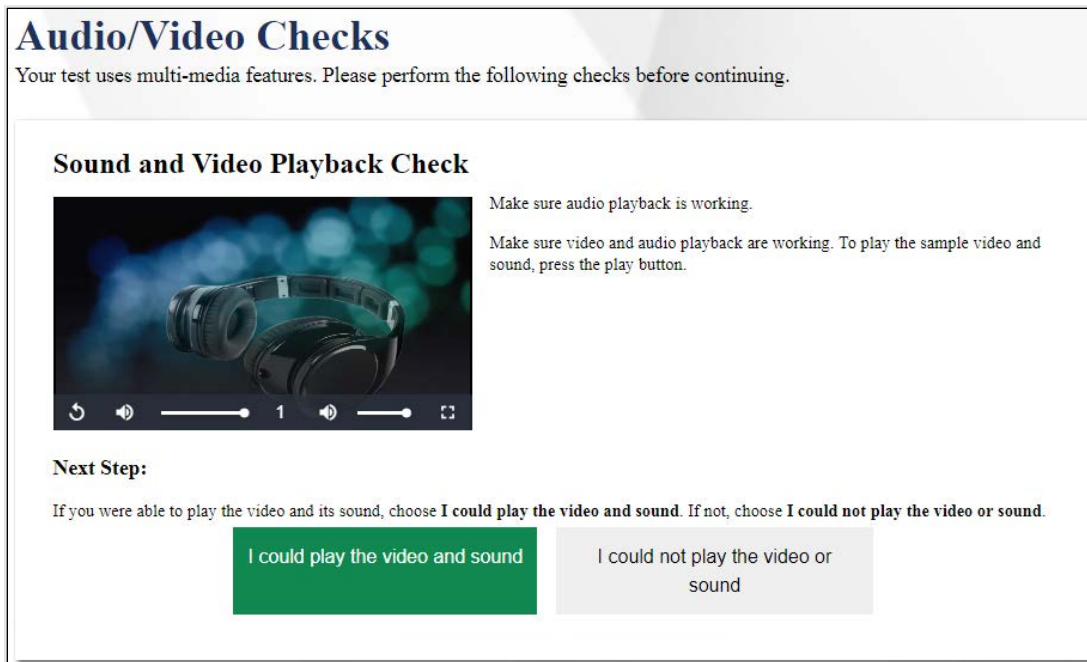 Audio/Video Checks
Your test uses multi-media features. Please perform the following checks before continuing.
Sound and Video Playback Check
Make sure audio playback is working.
Make sure video and audio playback are working. To play the sample video and
sound, press the play button.
1
Next Step:
If you were able to play the video and its sound, choose I could play the video and sound. If not, choose I could not play the video or sound.
I could play the video and sound
I could not play the video or
sound